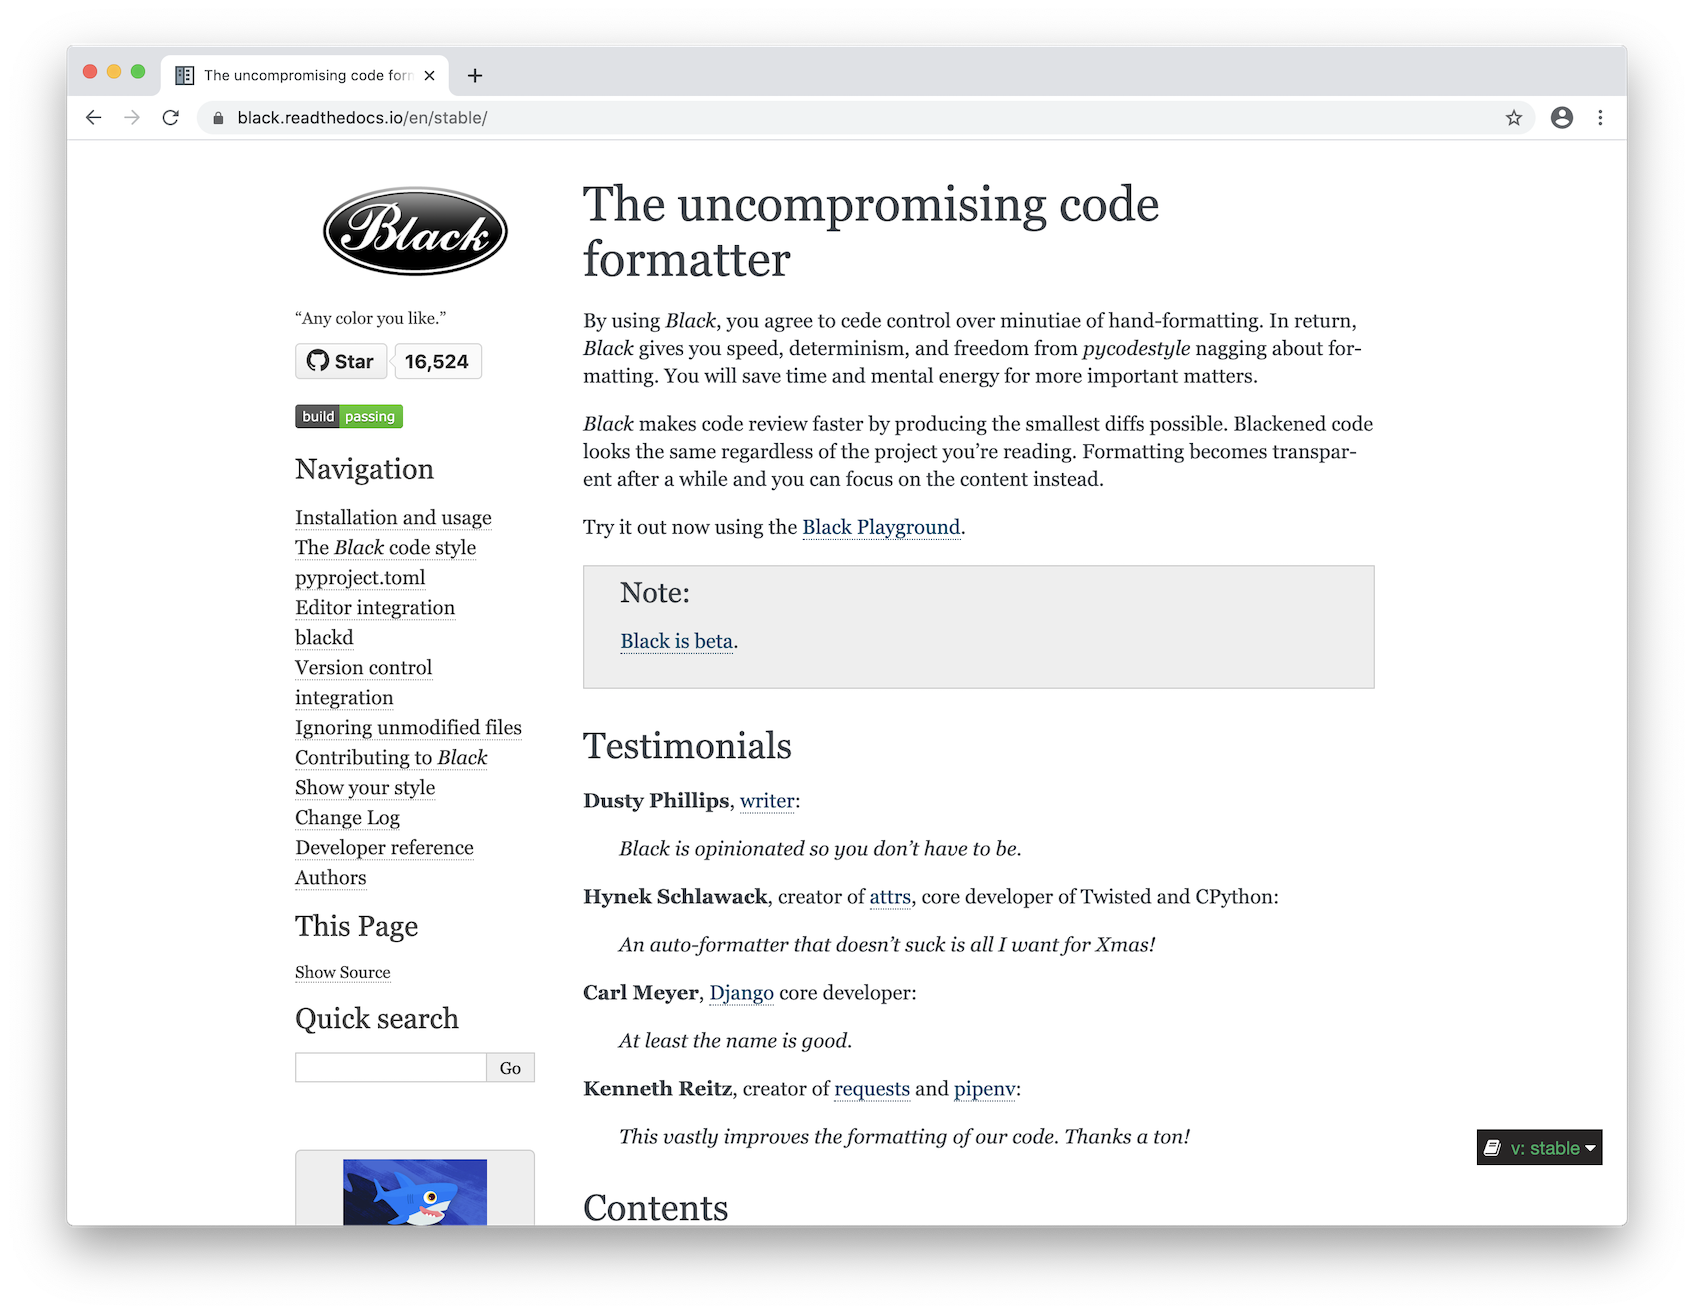 The uncompromising code for
black.readthedocs.io/en/stable/
Black
“Any color you like.”
Star 16,524
build passing
Navigation
Installation and usage
The Black code style
pyproject.toml
Editor integration
blackd
Version control
integration
Ignoring unmodified files
Contributing to Black
Show your style
Change Log
Developer reference
Authors
This Page
Show Source
Quick search
Go
The uncompromising code
formatter
By using Black, you agree to cede control over minutiae of hand-formatting. In return,
Black gives you speed, determinism, and freedom from pycodestyle nagging about for-
matting. You will save time and mental energy for more important matters.
Black makes code review faster by producing the smallest diffs possible. Blackened code
looks the same regardless of the project you’re reading. Formatting becomes transpar-
ent after a while and you can focus on the content instead.
Try it out now using the Black Playground.
Note:
Black is beta.
Testimonials
Dusty Phillips, writer:
Black is opinionated so you don’t have to be.
Hynek Schlawack, creator of attrs, core developer of Twisted and CPython:
An auto-formatter that doesn’t suck is all I want for Xmas!
Carl Meyer, Django core developer:
At least the name is good.
Kenneth Reitz, creator of requests and pipenv:
This vastly improves the formatting of our code. Thanks a ton!
Contents
v: stable